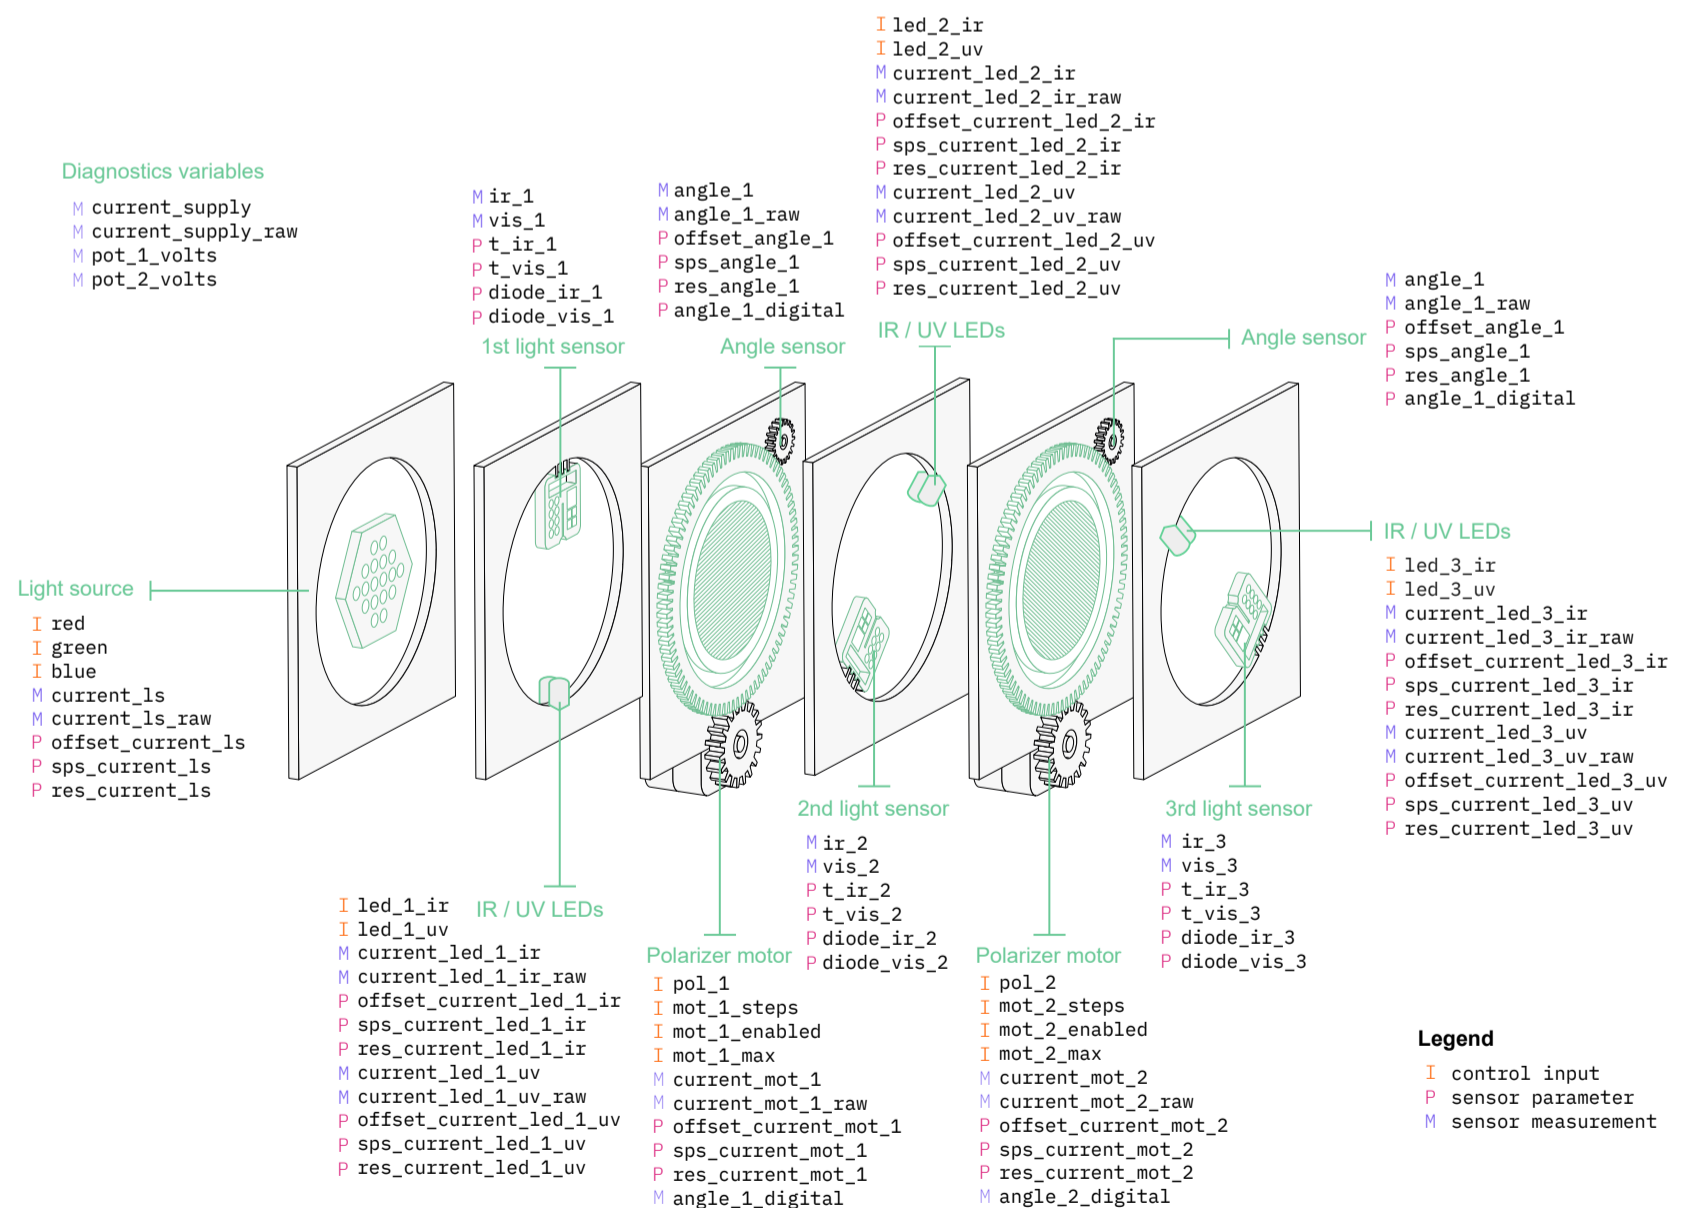 Diagnostics variables
M current_supply
M current_supply_raw
M pot_1_volts
M pot_2_volts
M ir_1
M vis_1
P t_ir_1
P t_vis_1
P diode_ir_1
P diode_vis_1
1st light sensor
M angle_1
M angle_1_raw
P offset_angle_1
P sps_angle_1
P res_angle_1
P angle_1_digital
Angle sensor
I led_2_ir
I led_2_uv
M current_led_2_ir
M current_led_2_ir_raw
P offset_current_led_2_ir
P sps_current_led_2_ir
P res_current_led_2_ir
M current_led_2_uv
M current_led_2_uv_raw
P offset_current_led_2_uv
P sps_current_led_2_uv
P res_current_led_2_uv
IR / UV LEDs
Angle sensor
M angle_1
M angle_1_raw
P offset_angle_1
P sps_angle_1
P res_angle_1
P angle_1_digital
Light source
I red
I green
I blue
M current_ls
M current_ls_raw
P offset_current_ls
P sps_current_ls
P res_current_ls
IR / UV LEDs
I led_3_ir
I led_3_uv
M current_led_3_ir
M current_led_3_ir_raw
P offset_current_led_3_ir
P sps_current_led_3_ir
P res_current_led_3_ir
M current_led_3_uv
M current_led_3_uv_raw
P offset_current_led_3_uv
P sps_current_led_3_uv
P res_current_led_3_uv
IR / UV LEDs
I led_1_ir
I led_1_uv
M current_led_1_ir
M current_led_1_ir_raw
P offset_current_led_1_ir
P sps_current_led_1_ir
P res_current_led_1_ir
M current_led_1_uv
M current_led_1_uv_raw
P offset_current_led_1_uv
P sps_current_led_1_uv
P res_current_led_1_uv
Polarizer motor
I pol_1
I mot_1_steps
I mot_1_enabled
I mot_1_max
M current_mot_1
M current_mot_1_raw
P offset_current_mot_1
P sps_current_mot_1
P res_current_mot_1
M angle_1_digital
2nd light sensor
M ir_2
M vis_2
P t_ir_2
P t_vis_2
P diode_ir_2
P diode_vis_2
Polarizer motor
I pol_2
I mot_2_steps
I mot_2_enabled
I mot_2_max
M current_mot_2
M current_mot_2_raw
P offset_current_mot_2
P sps_current_mot_2
P res_current_mot_2
M angle_2_digital
3rd light sensor
M ir_3
M vis_3
P t_ir_3
P t_vis_3
P diode_ir_3
P diode_vis_3
Legend
I control input
P sensor parameter
M sensor measurement